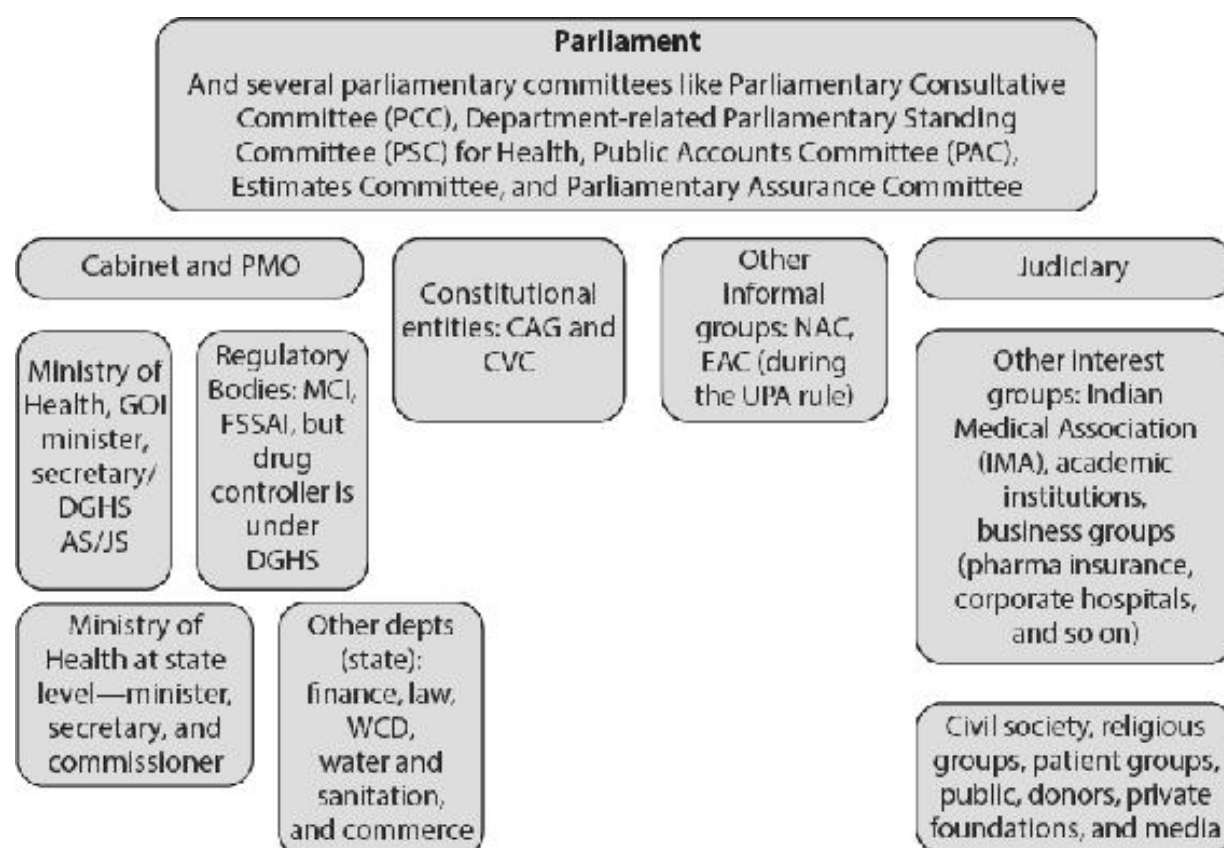 Parliament
And several parliamentary committees like Parliamentary Consultative
Committee (PCC), Department-related Parliamentary Standing
Committee (PSC) for Health, Public Accounts Committee (PAC),
Estimates Committee, and Parliamentary Assurance Committee
Cabinet and PMO
Constitutional
entities: CAG and
CVC
Other
informal
groups: NAC,
EAC (during
the UPA rule)
Judiciary
Ministry of
Health, GOI
minister,
secretary/
DGHS
AS/JS
Regulatory
Bodies: MCI,
FSSAI, but
drug
controller is
under
DGHS
Other interest
groups: Indian
Medical Association
(IMA), academic
institutions,
business groups
(pharma insurance,
corporate hospitals,
and so on)
Ministry of
Health at state
level—minister,
secretary, and
commissioner
Other depts
(state):
finance, law,
WCD,
water and
sanitation,
and commerce
Civil society, religious
groups, patient groups,
public, donors, private
foundations, and media